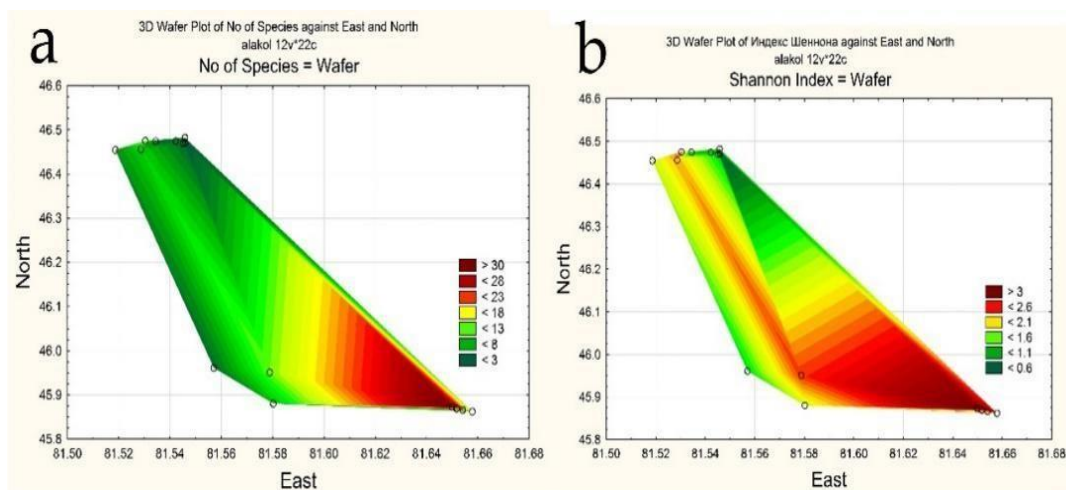 a
3D Wafer Plot of No of Species against East and North
alakol 12v*22c
No of Species = Wafer
46.6
46.5
46.4
46.3
46.2
46.1
46.0
45.9
45.8
North
81.50 81.52 81.54 81.56 81.58 81.60 81.62 81.64 81.66 81.68
East
> 30
< 28
< 23
< 18
< 13
< 8
< 3
b
3D Wafer Plot of Индекс Шеннона against East and North
alakol 12v*22c
Shannon Index = Wafer
46.6
46.5
46.4
46.3
46.2
46.1
46.0
45.9
45.8
North
81.50 81.52 81.54 81.56 81.58 81.60 81.62 81.64 81.66 81.68
East
> 3
< 2.6
< 2.1
< 1.6
< 1.1
< 0.6